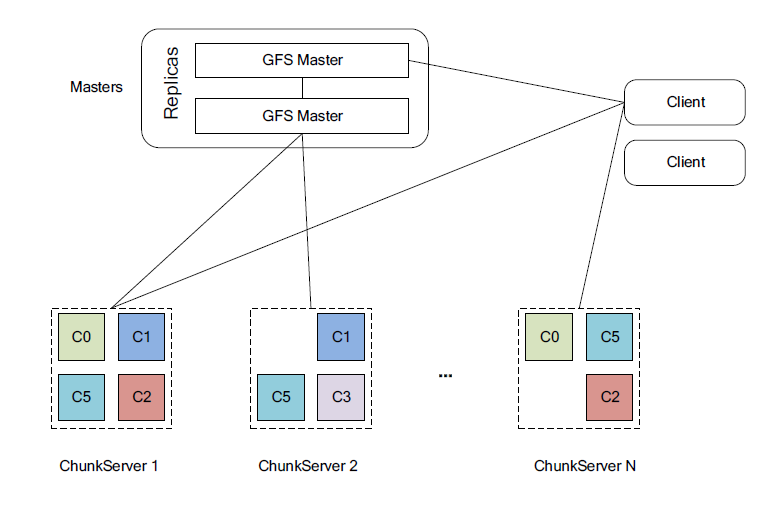 GFS Master
Replicas
Masters
GFS Master
Client
Client
C0 C1
C5 C2
C1
C5 C3
...
C0 C5
C2
ChunkServer 1
ChunkServer 2
ChunkServer N